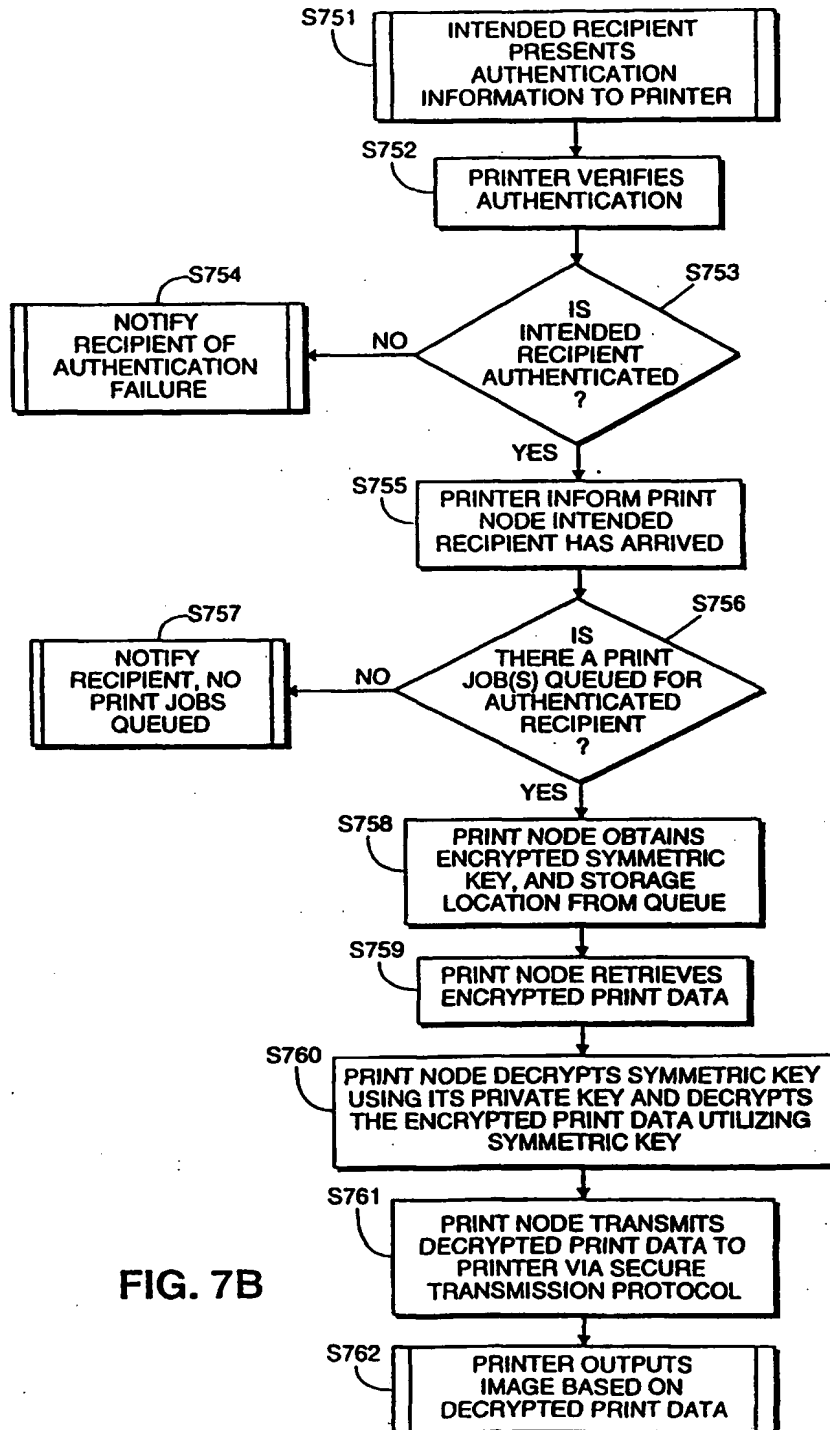 S751
INTENDED RECIPIENT
PRESENTS
AUTHENTICATION
INFORMATION TO PRINTER
S752
PRINTER VERIFIES
AUTHENTICATION
S753
IS
INTENDED
RECIPIENT
AUTHENTICATED
?
NO
S754
NOTIFY
RECIPIENT OF
AUTHENTICATION
FAILURE
YES
S755
PRINTER INFORM PRINT
NODE INTENDED
RECIPIENT HAS ARRIVED
S756
IS
THERE A PRINT
JOB(S) QUEUED FOR
AUTHENTICATED
RECIPIENT
?
NO
S757
NOTIFY
RECIPIENT, NO
PRINT JOBS
QUEUED
YES
S758
PRINT NODE OBTAINS
ENCRYPTED SYMMETRIC
KEY, AND STORAGE
LOCATION FROM QUEUE
S759
PRINT NODE RETRIEVES
ENCRYPTED PRINT DATA
S760
PRINT NODE DECRYPTS SYMMETRIC KEY
USING ITS PRIVATE KEY AND DECRYPTS
THE ENCRYPTED PRINT DATA UTILIZING
SYMMETRIC KEY
S761
PRINT NODE TRANSMITS
DECRYPTED PRINT DATA TO
PRINTER VIA SECURE
TRANSMISSION PROTOCOL
FIG. 7B
S762
PRINTER OUTPUTS
IMAGE BASED ON
DECRYPTED PRINT DATA